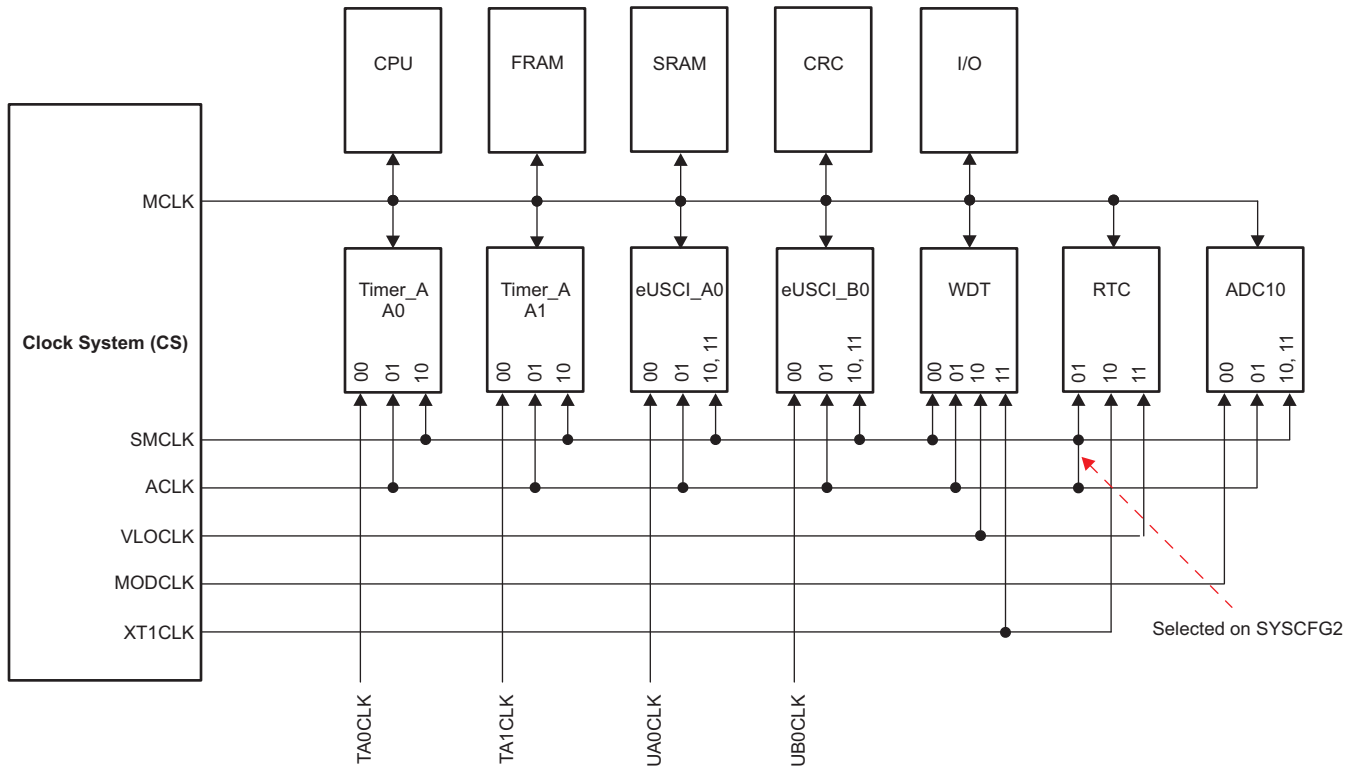 CPU
FRAM
SRAM
CRC
I/O
MCLK
Timer_A
A0
Timer_A
A1
eUSCI_A0
eUSCI_B0
WDT
RTC
ADC10
Clock System (CS)
00
01
10
00
01
10
00
01
10, 11
00
01
10, 11
00
01
10
11
01
10
11
00
01
10, 11
SMCLK
ACLK
VLOCLK
MODCLK
XT1CLK
Selected on SYSCFG2
TA0CLK
TA1CLK
UA0CLK
UB0CLK